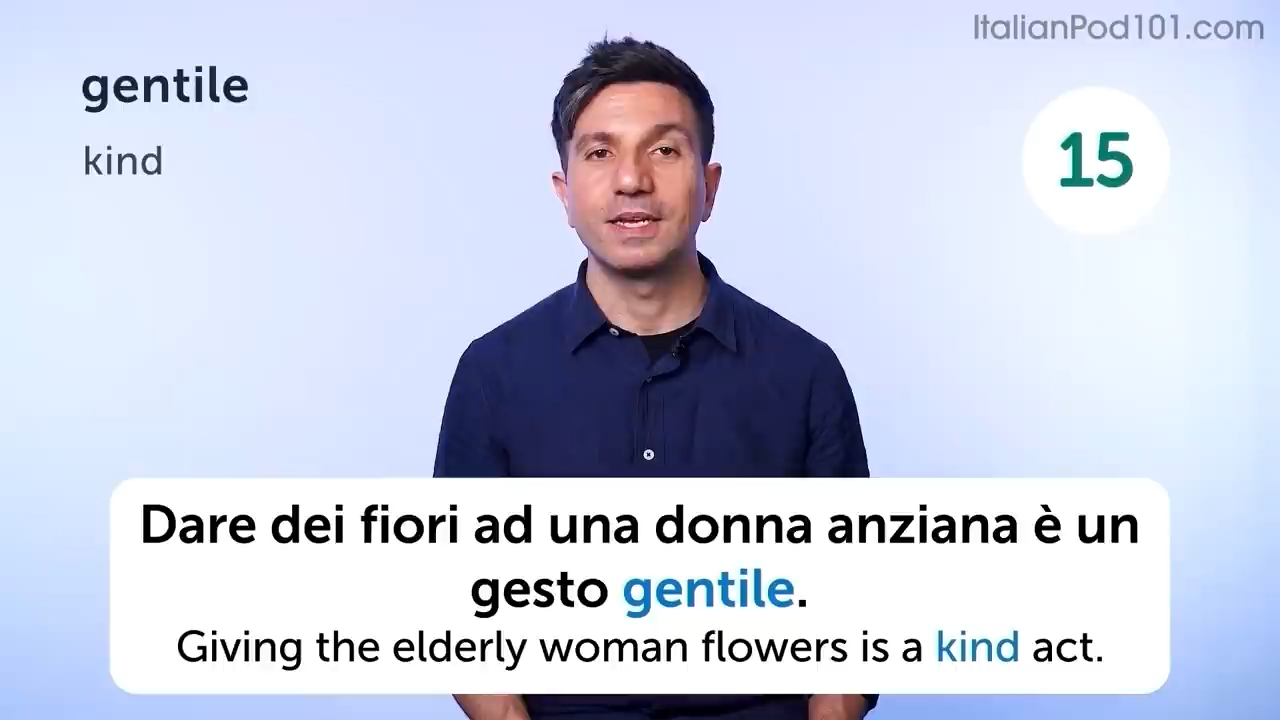 ItalianPod101.com
gentile
kind
15
Dare dei fiori ad una donna anziana è un
gesto gentile.
Giving the elderly woman flowers is a kind act.